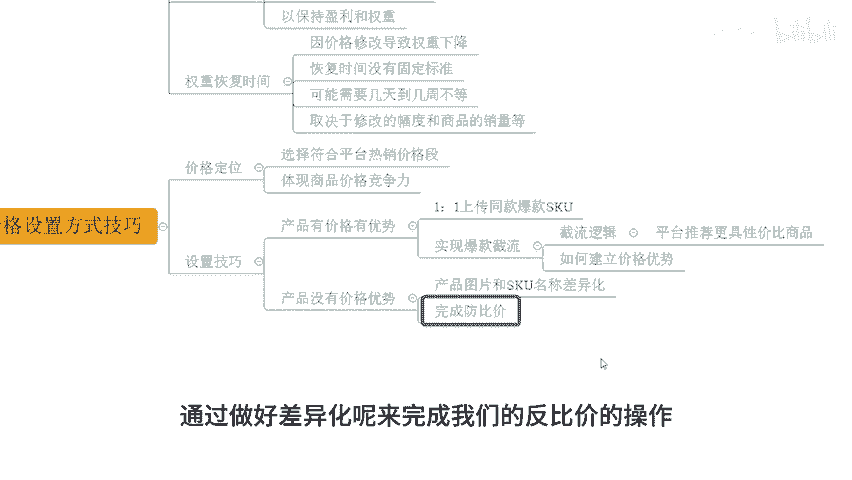 以保持盈利和权重
因价格修改导致权重下降
权重恢复时间
恢复时间没有固定标准
可能需要几天到几周不等
取决于修改的幅度和商品的销量等
价格定位
选择符合平台热销价格段
体现商品价格竞争力
格设置方式技巧
设置技巧
产品有价格有优势
1：1上传同款爆款SKU
实现爆款截流
截流逻辑
平台推荐更具性价比商品
如何建立价格优势
产品没有价格优势
产品图片和SKU名称差异化
完成防比价
通过做好差异化呢来完成我们的反比价的操作
bilibili